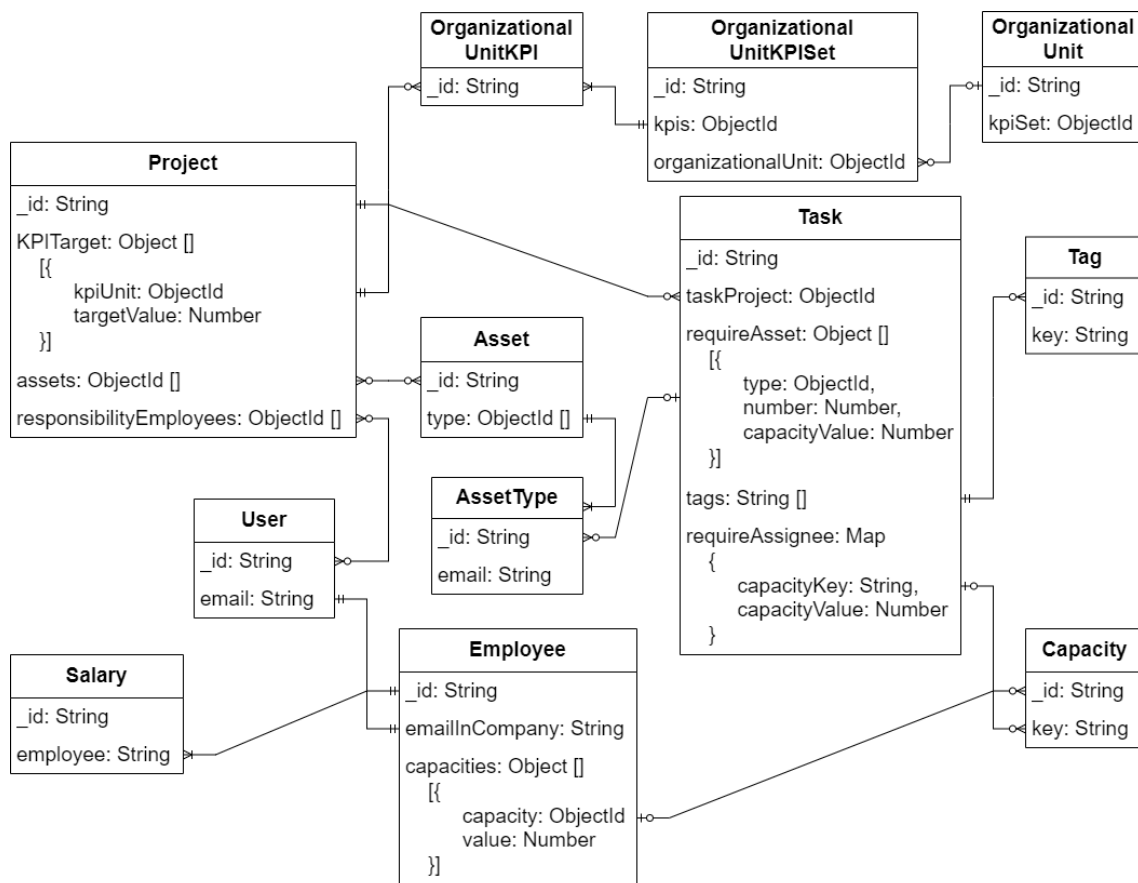 Organizational
UnitKPI
_id: String
Organizational
UnitKPISet
_id: String
kpis: ObjectId
organizationalUnit: ObjectId
Organizational
Unit
_id: String
kpiSet: ObjectId
Project
_id: String
KPITarget: Object []
[{
kpiUnit: ObjectId
targetValue: Number
}]
assets: ObjectId []
responsibilityEmployees: ObjectId []
Task
_id: String
taskProject: ObjectId
requireAsset: Object []
[{
type: ObjectId,
number: Number,
capacityValue: Number
}]
tags: String []
requireAssignee: Map
{
capacityKey: String,
capacityValue: Number
}
Tag
_id: String
key: String
Asset
_id: String
type: ObjectId []
AssetType
_id: String
email: String
User
_id: String
email: String
Salary
_id: String
employee: String
Employee
_id: String
emailInCompany: String
capacities: Object []
[{
capacity: ObjectId
value: Number
}]
Capacity
_id: String
key: String